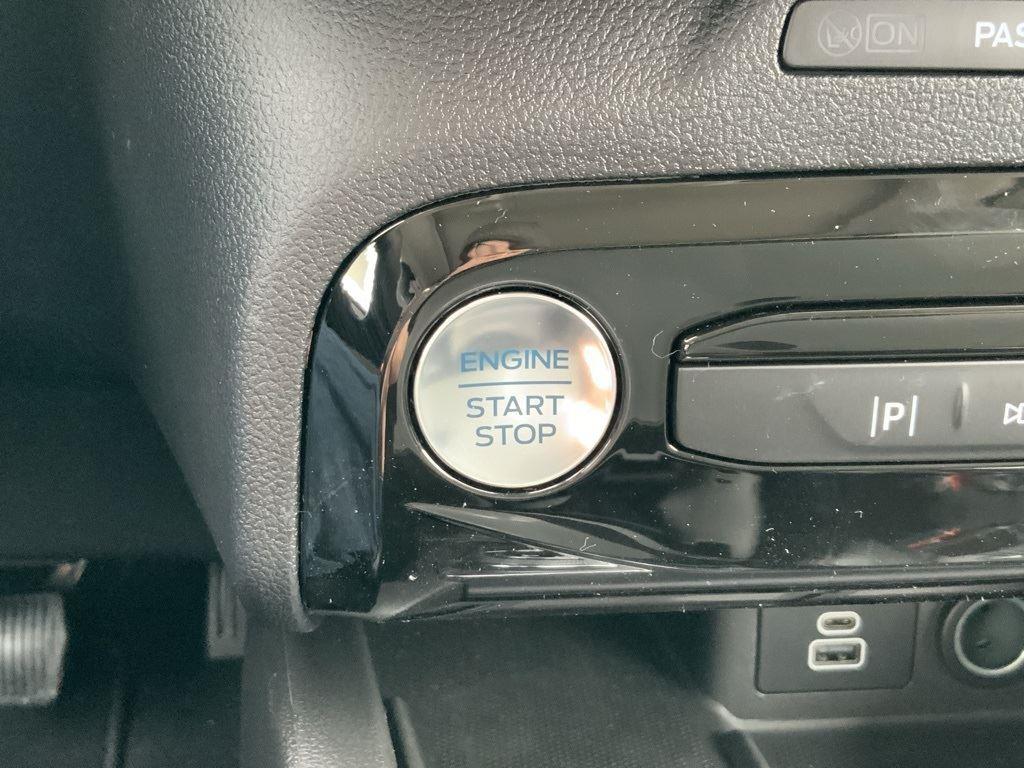 ON PAS
ENGINE
START
STOP
|P|